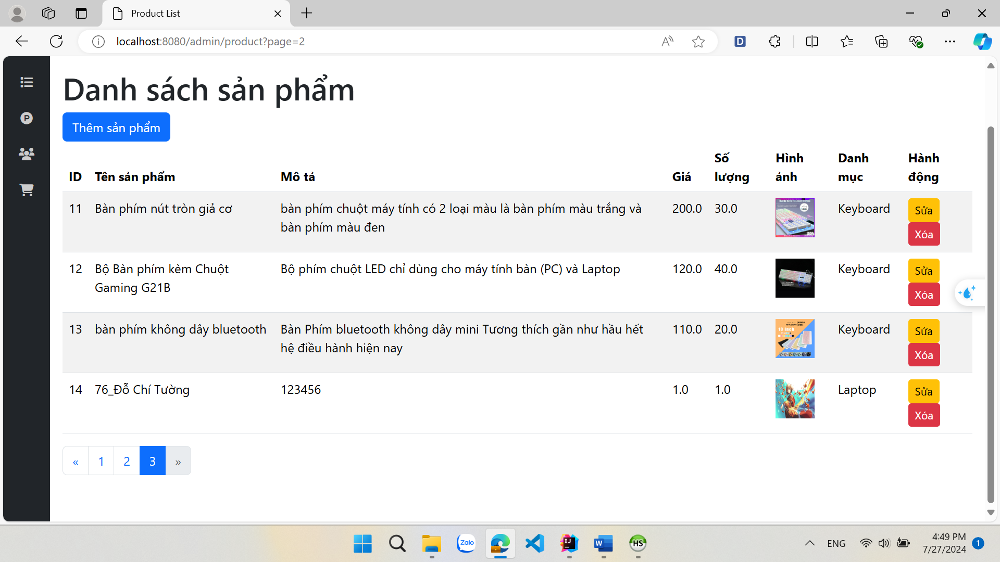 Product List
localhost:8080/admin/product?page=2
Danh sách sản phẩm
Thêm sản phẩm
ID Tên sản phẩm Mô tả Giá Số lượng Hình ảnh Danh mục Hành động
11 Bàn phím nút tròn giả cơ bàn phím chuột máy tính có 2 loại màu là bàn phím màu trắng và 200.0 30.0 Keyboard Sửa
bàn phím màu đen Xóa
12 Bộ Bàn phím kèm Chuột Bộ phím chuột LED chỉ dùng cho máy tính bàn (PC) và Laptop 120.0 40.0 Keyboard Sửa
Gaming G21B Xóa
13 bàn phím không dây bluetooth Bàn Phím bluetooth không dây mini Tương thích gần như hầu hết 110.0 20.0 10 inch Keyboard Sửa
hệ điều hành hiện nay Xóa
14 76_Đỗ Chí Tường 123456 1.0 1.0 Laptop Sửa
Xóa
« 1 2 3 »
Zalo
IJ
W
HS
ENG
4:49 PM
7/27/2024
1